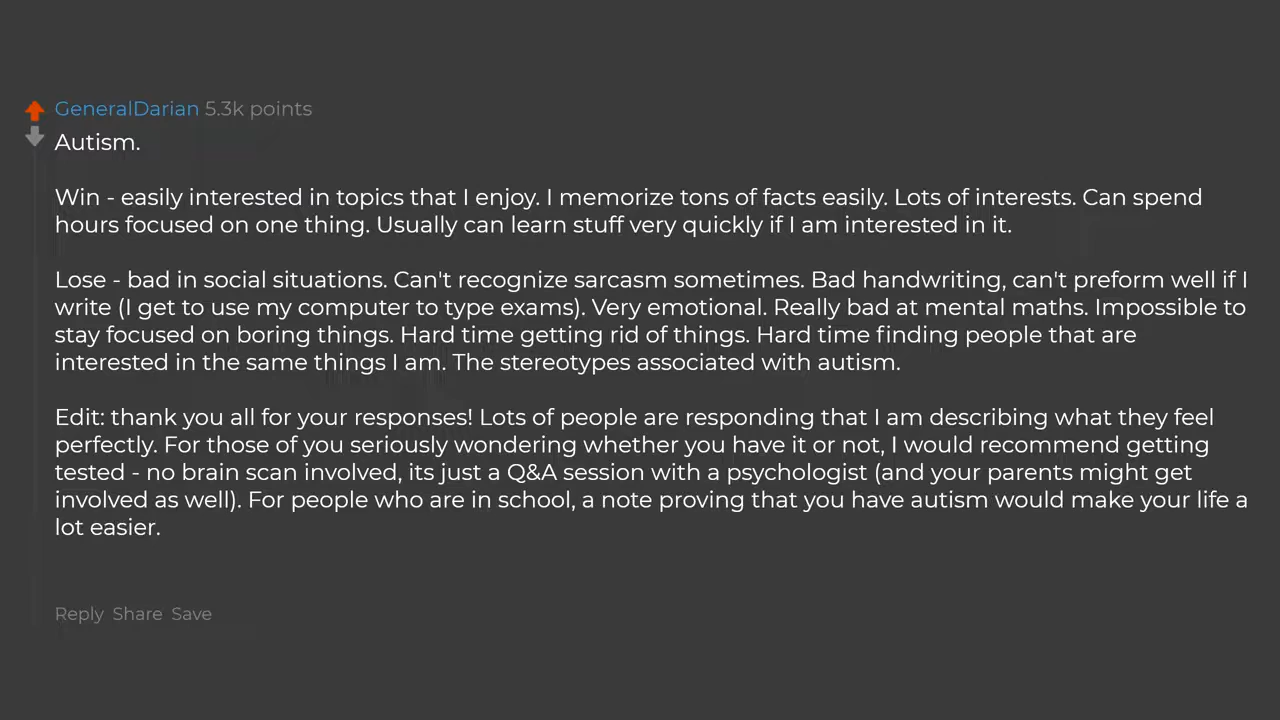 GeneralDarian 5.3k points
Autism.
Win - easily interested in topics that I enjoy. I memorize tons of facts easily. Lots of interests. Can spend
hours focused on one thing. Usually can learn stuff very quickly if I am interested in it.
Lose - bad in social situations. Can't recognize sarcasm sometimes. Bad handwriting, can't preform well if I
write (I get to use my computer to type exams). Very emotional. Really bad at mental maths. Impossible to
stay focused on boring things. Hard time getting rid of things. Hard time finding people that are
interested in the same things I am. The stereotypes associated with autism.
Edit: thank you all for your responses! Lots of people are responding that I am describing what they feel
perfectly. For those of you seriously wondering whether you have it or not, I would recommend getting
tested - no brain scan involved, its just a Q&A session with a psychologist (and your parents might get
involved as well). For people who are in school, a note proving that you have autism would make your life a
lot easier.
Reply Share Save